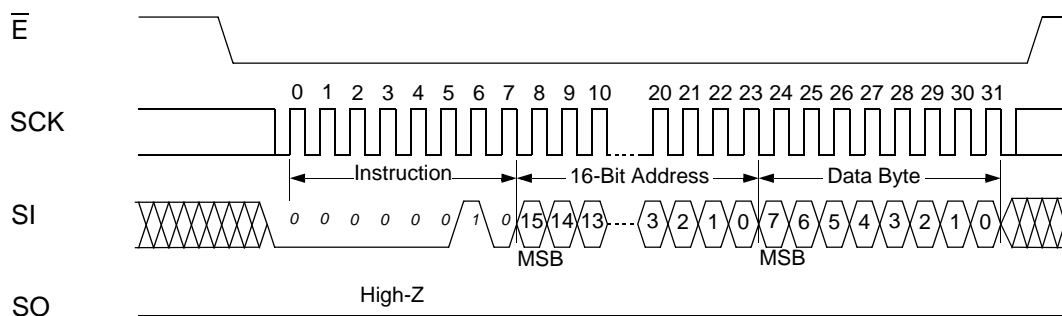 E
0 1 2 3 4 5 6 7 8 9 10 20 21 22 23 24 25 26 27 28 29 30 31
SCK
Instruction 16-Bit Address Data Byte
SI 0 0 0 0 0 0 1 0 15 14 13 3 2 1 0 7 6 5 4 3 2 1 0
MSB MSB
High-Z
SO